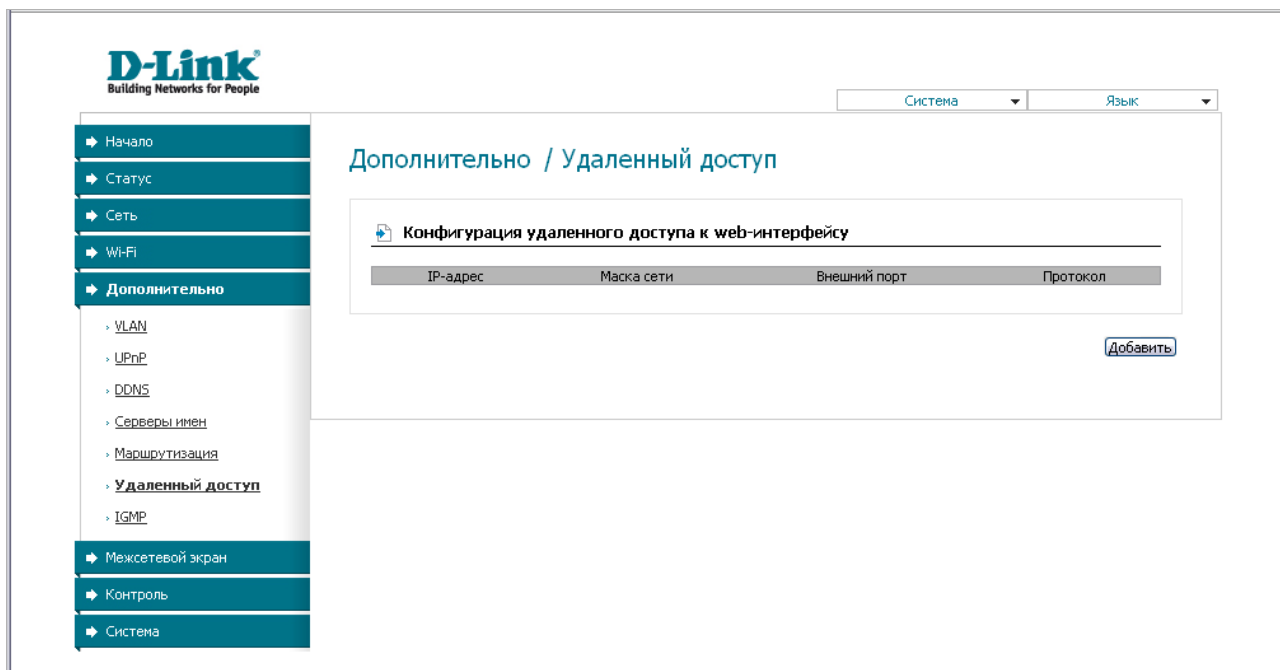 D-Link
Building Networks for People
Система
Язык
Начало
Статус
Сеть
Wi-Fi
Дополнительно
VLAN
UPnP
DDNS
Серверы имен
Маршрутизация
Удаленный доступ
IGMP
Межсетевой экран
Контроль
Система
Дополнительно / Удаленный доступ
Конфигурация удаленного доступа к web-интерфейсу
IP-адрес Маска сети Внешний порт Протокол
Добавить